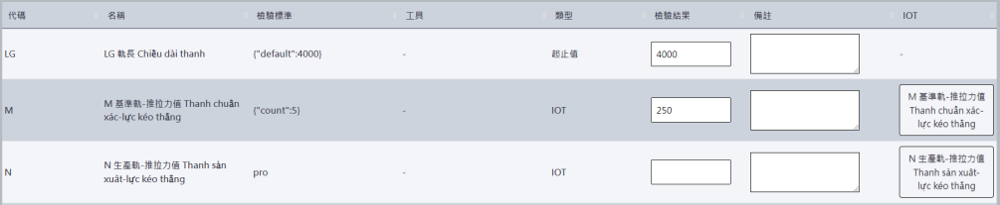 代碼 名稱 檢驗標準 工具 類型 檢驗結果 備註 IOT
LG LG 軌長 Chiều dài thanh {"default":4000} - 起止值 4000 -
M M 基準軌-推拉力值 Thanh chuẩn xác-lực kéo thẳng {"count":5} - IOT 250 M 基準軌-推拉力值 Thanh chuẩn xác-lực kéo thẳng
N N 生產軌-推拉力值 Thanh sản xuât-lực kéo thẳng pro - IOT N 生產軌-推拉力值 Thanh sản xuât-lực kéo thẳng